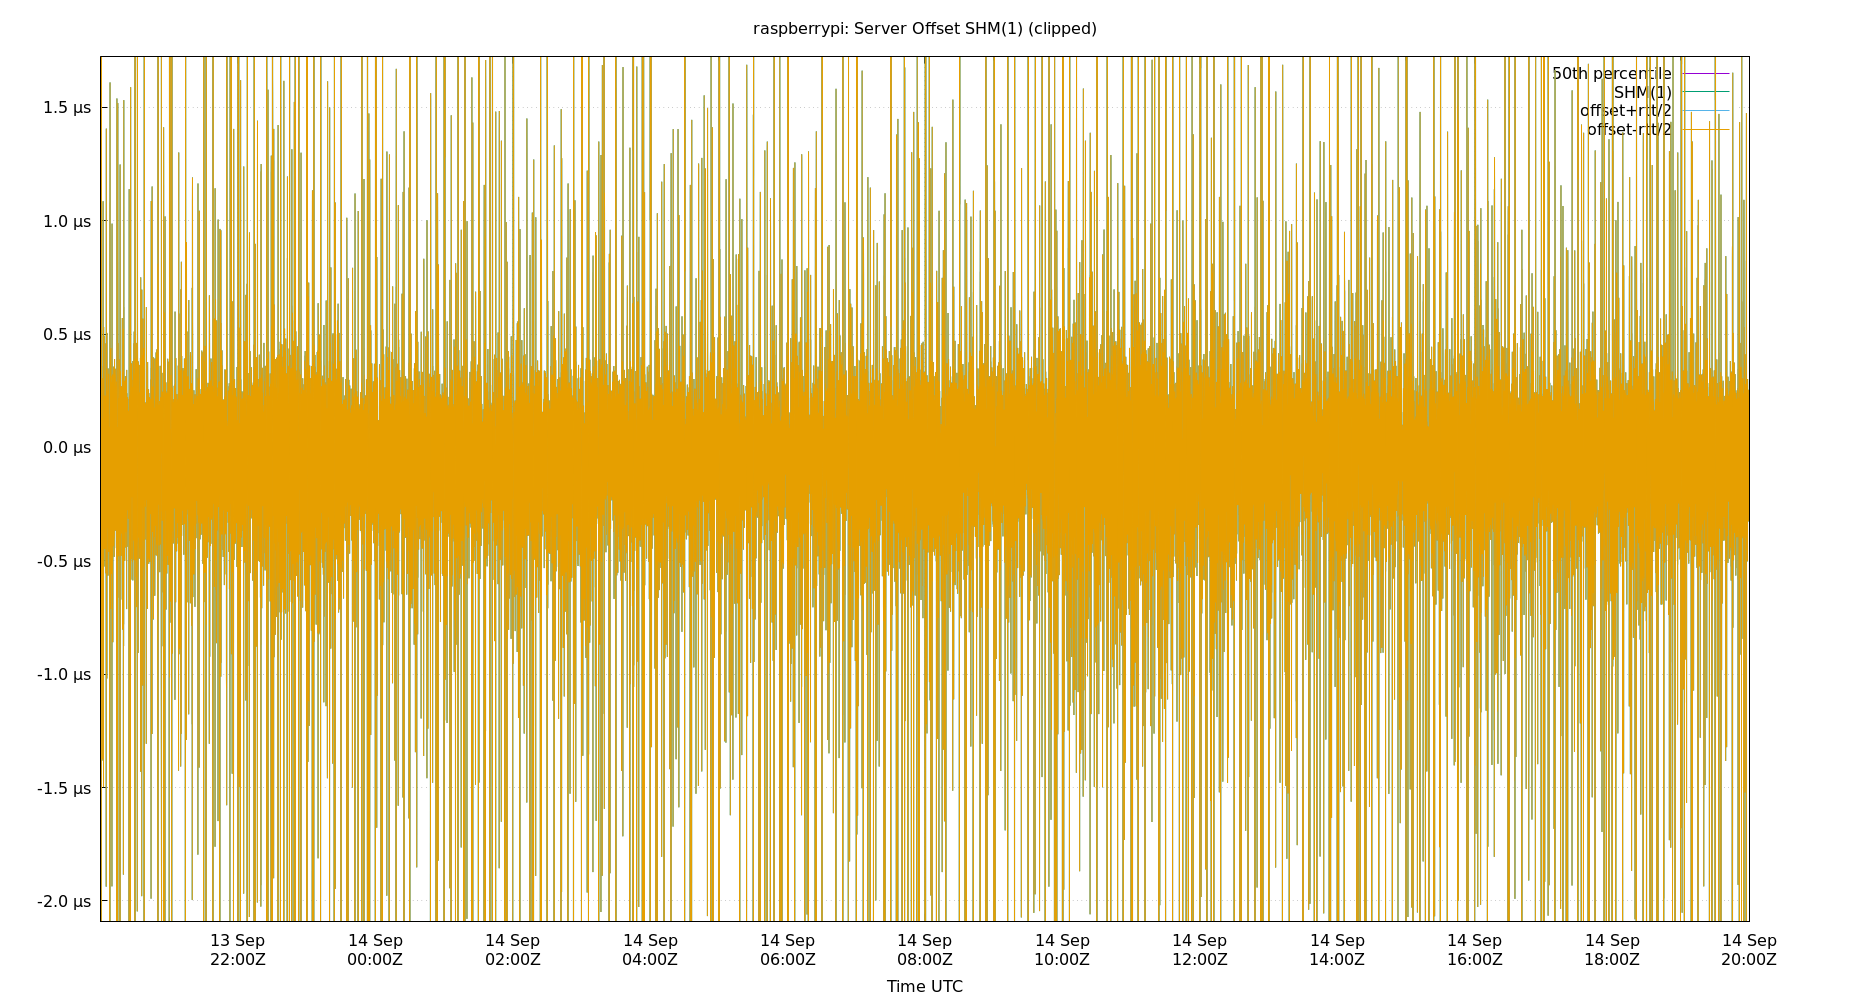 raspberrypi: Server Offset SHM(1) (clipped)
50th percentile
SHM(1)
offset+rtt/2
offset-rtt/2
1.5 µs
1.0 µs
0.5 µs
0.0 µs
-0.5 µs
-1.0 µs
-1.5 µs
-2.0 µs
13 Sep 14 Sep 14 Sep 14 Sep 14 Sep 14 Sep 14 Sep 14 Sep 14 Sep 14 Sep 14 Sep 14 Sep
22:00Z 00:00Z 02:00Z 04:00Z 06:00Z 08:00Z 10:00Z 12:00Z 14:00Z 16:00Z 18:00Z 20:00Z
Time UTC